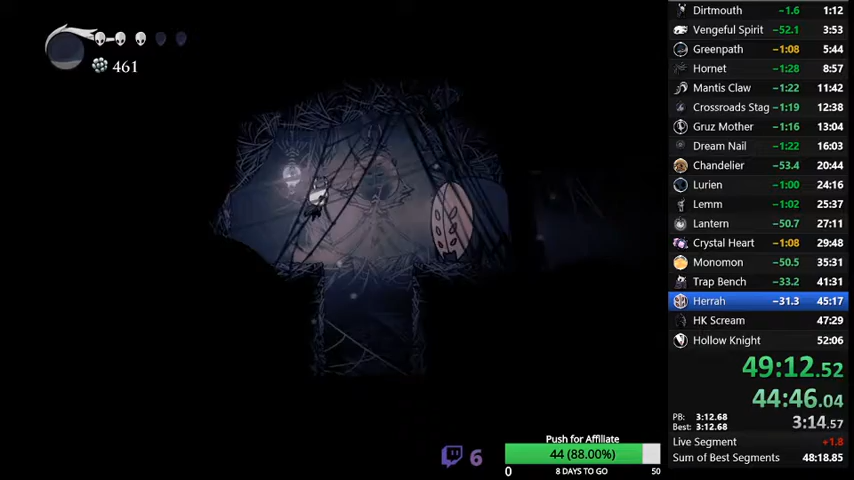 461
Dirtmouth −1.6 1:12
Vengeful Spirit −52.1 3:53
Greenpath −1:08 5:44
Hornet −1:28 8:57
Mantis Claw −1:22 11:42
Crossroads Stag −1:19 12:38
Gruz Mother −1:16 13:04
Dream Nail −1:22 16:03
Chandelier −53.4 20:44
Lurien −1:00 24:16
Lemm −1:02 25:37
Lantern −50.7 27:11
Crystal Heart −1:08 29:48
Monomon −50.5 35:31
Trap Bench −33.2 41:31
Herrah −31.3 45:17
HK Scream 47:29
Hollow Knight 52:06
49:12.52
44:46.04
PB: 3:12.68
Best: 3:12.68
3:14.57
Live Segment +1.8
Sum of Best Segments 48:18.85
Push for Affiliate
6
44 (88.00%)
0 8 DAYS TO GO 50